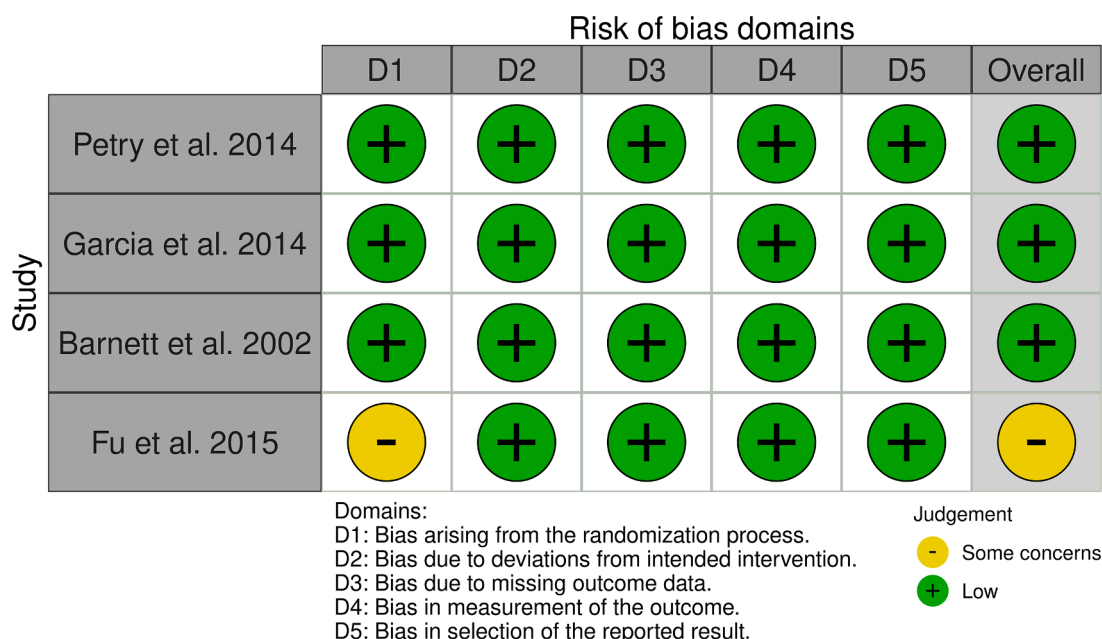 Risk of bias domains
D1 D2 D3 D4 D5 Overall
Study
Petry et al. 2014 + + + + + +
Garcia et al. 2014 + + + + + +
Barnett et al. 2002 + + + + + +
Fu et al. 2015 - + + + + -
Domains:
D1: Bias arising from the randomization process.
D2: Bias due to deviations from intended intervention.
D3: Bias due to missing outcome data.
D4: Bias in measurement of the outcome.
D5: Bias in selection of the reported result.
Judgement
- Some concerns
+ Low